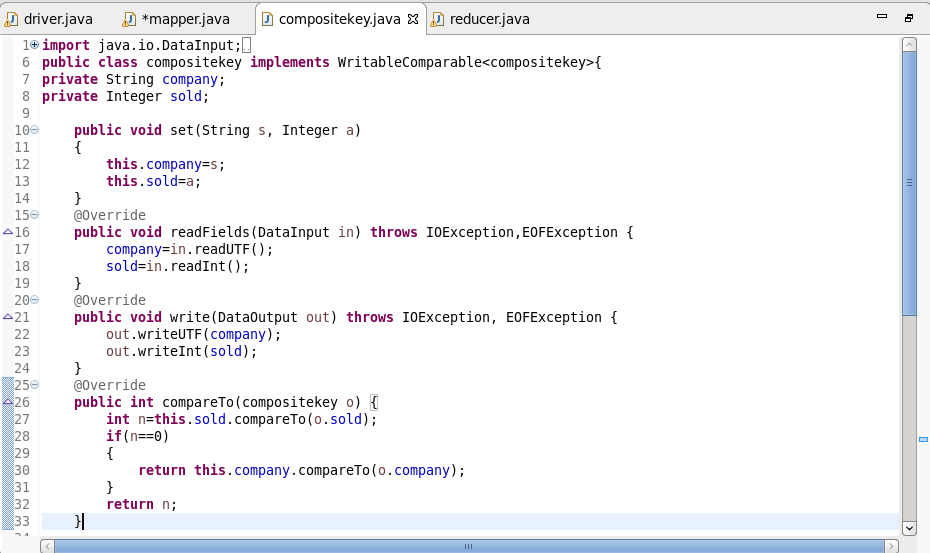 driver.java *mapper.java compositekey.java reducer.java
1 import java.io.DataInput;
6 public class compositekey implements WritableComparable<compositekey>{
7 private String company;
8 private Integer sold;
9
10 public void set(String s, Integer a)
11 {
12 this.company=s;
13 this.sold=a;
14 }
15 @Override
16 public void readFields(DataInput in) throws IOException,EOFException {
17 company=in.readUTF();
18 sold=in.readInt();
19 }
20 @Override
21 public void write(DataOutput out) throws IOException, EOFException {
22 out.writeUTF(company);
23 out.writeInt(sold);
24 }
25 @Override
26 public int compareTo(compositekey o) {
27 int n=this.sold.compareTo(o.sold);
28 if(n==0)
29 {
30 return this.company.compareTo(o.company);
31 }
32 return n;
33 }